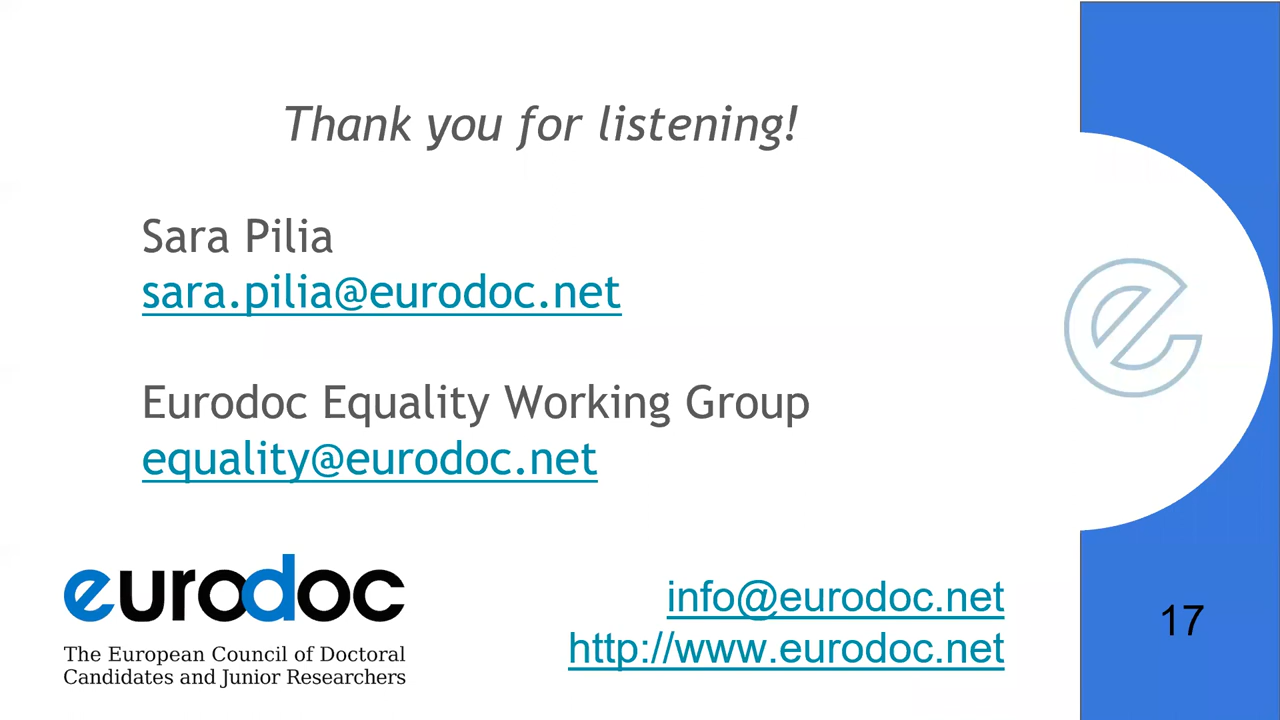 Thank you for listening!
Sara Pilia
sara.pilia@eurodoc.net
Eurodoc Equality Working Group
equality@eurodoc.net
eurodoc
The European Council of Doctoral
Candidates and Junior Researchers
info@eurodoc.net
http://www.eurodoc.net
e
17